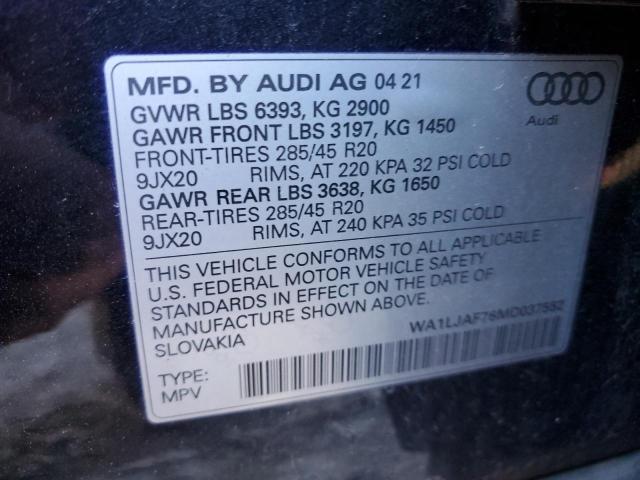 MFD. BY AUDI AG 04 21
GVWR LBS 6393, KG 2900
GAWR FRONT LBS 3197, KG 1450
FRONT-TIRES 285/45 R20
9JX20 RIMS, AT 220 KPA 32 PSI COLD
GAWR REAR LBS 3638, KG 1650
REAR-TIRES 285/45 R20
9JX20 RIMS, AT 240 KPA 35 PSI COLD
Audi
THIS VEHICLE CONFORMS TO ALL APPLICABLE
U.S. FEDERAL MOTOR VEHICLE SAFETY
STANDARDS IN EFFECT ON THE DATE OF
MANUFACTURE SHOWN ABOVE.
SLOVAKIA
WA1LJAF76MD037552
TYPE:
MPV